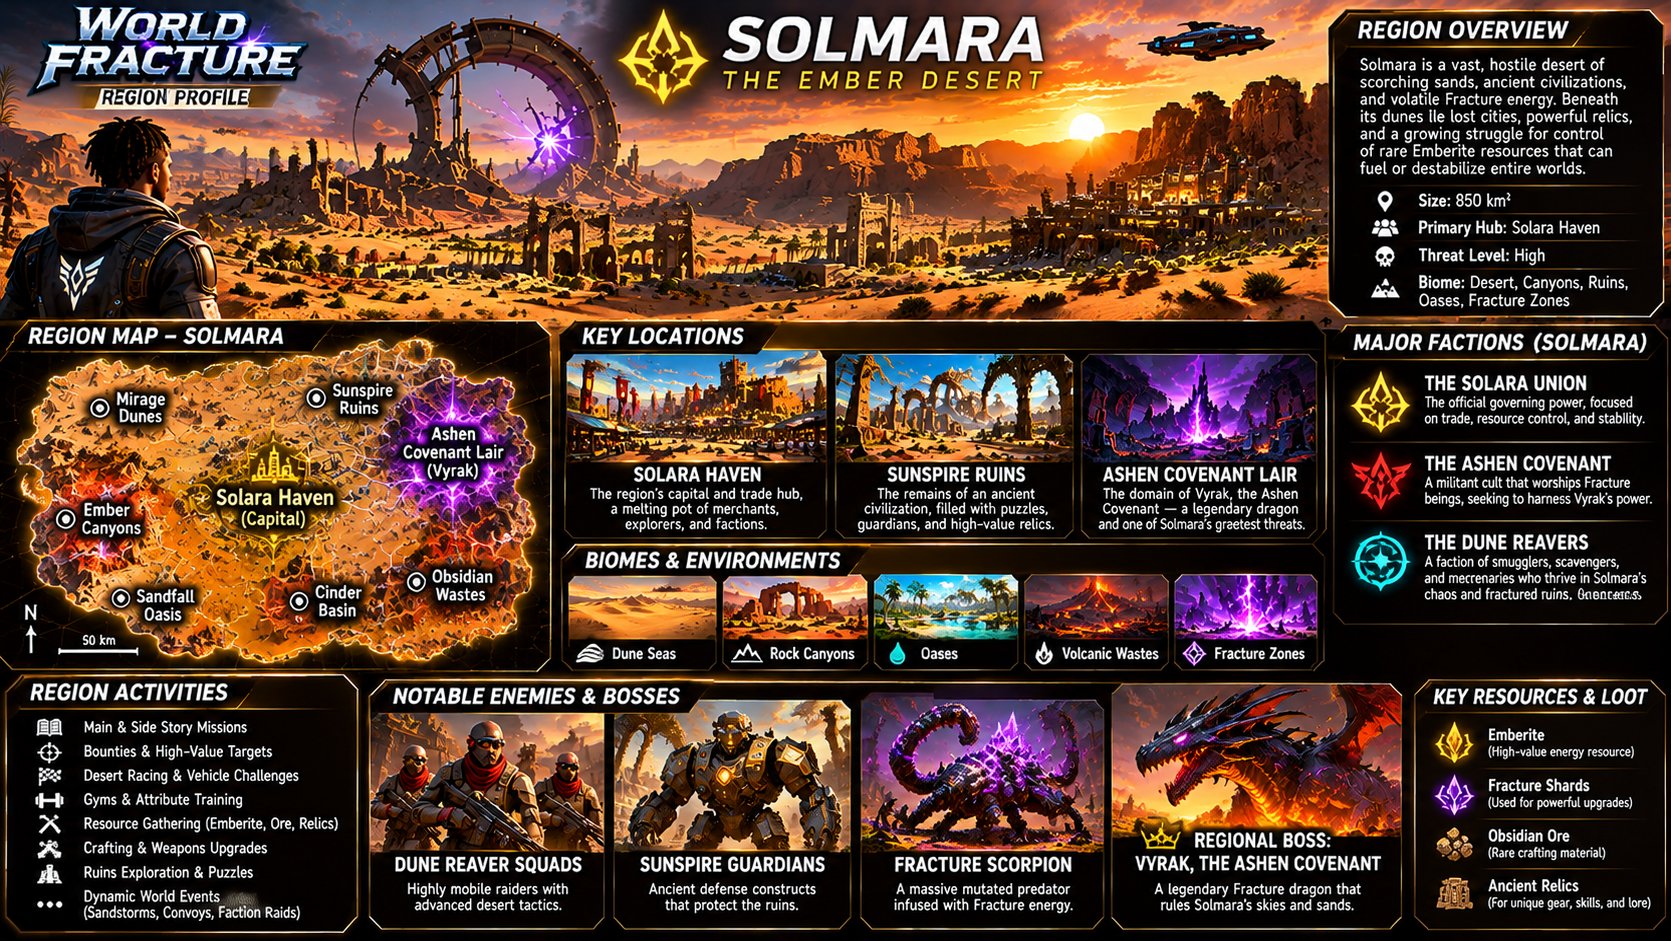 WORLD
FRACTURE
REGION PROFILE
SOLMARA
THE EMBER DESERT
REGION OVERVIEW
Solmara is a vast, hostile desert of
scorching sands, ancient civilizations,
and volatile Fracture energy. Beneath
its dunes lle lost cities, powerful relics,
and a growing struggle for control
of rare Emberite resources that can
fuel or destabilize entire worlds.
Size: 850 km²
Primary Hub: Solara Haven
Threat Level: High
Biome: Desert, Canyons, Ruins,
Oases, Fracture Zones
REGION MAP – SOLMARA
Mirage
Dunes
Sunspire
Ruins
Ashen
Covenant Lair
(Vyrak)
Solara Haven
(Capital)
Ember
Canyons
Sandfall
Oasis
Cinder
Basin
Obsidian
Wastes
N
50 km
KEY LOCATIONS
SOLARA HAVEN
The region's capital and trade hub,
a melting pot of merchants,
explorers, and factions.
SUNSPIRE RUINS
The remains of an ancient
civilization, filled with puzzles,
guardians, and high-value relics.
ASHEN COVENANT LAIR
The domain of Vyrak, the Ashen
Covenant — a legendary dragon
and one of Solmara's greetest threats.
BIOMES & ENVIRONMENTS
Dune Seas
Rock Canyons
Oases
Volcanic Wastes
Fracture Zones
MAJOR FACTIONS (SOLMARA)
THE SOLARA UNION
The official governing power, focused
on trade, resource control, and stability.
THE ASHEN COVENANT
A militant cult that worships Fracture
beings, seeking to harness Vyrak's power.
THE DUNE REAVERS
A faction of smugglers, scavengers,
and mercenaries who thrive in Solmara's
chaos and fractured ruins.
REGION ACTIVITIES
Main & Side Story Missions
Bounties & High-Value Targets
Desert Racing & Vehicle Challenges
Gyms & Attribute Training
Resource Gathering (Emberite, Ore, Relics)
Crafting & Weapons Upgrades
Ruins Exploration & Puzzles
Dynamic World Events
(Sandstorms, Convoys, Faction Raids)
NOTABLE ENEMIES & BOSSES
DUNE REAVER SQUADS
Highly mobile raiders with
advanced desert tactics.
SUNSPIRE GUARDIANS
Ancient defense constructs
that protect the ruins.
FRACTURE SCORPION
A massive mutated predator
infused with Fracture energy.
REGIONAL BOSS:
VYRAK, THE ASHEN COVENANT
A legendary Fracture dragon that
rules Solmara's skies and sands.
KEY RESOURCES & LOOT
Emberite
(High-value energy resource)
Fracture Shards
(Used for powerful upgrades)
Obsidian Ore
(Rare crafting material)
Ancient Relics
(For unique gear, skills, and lore)